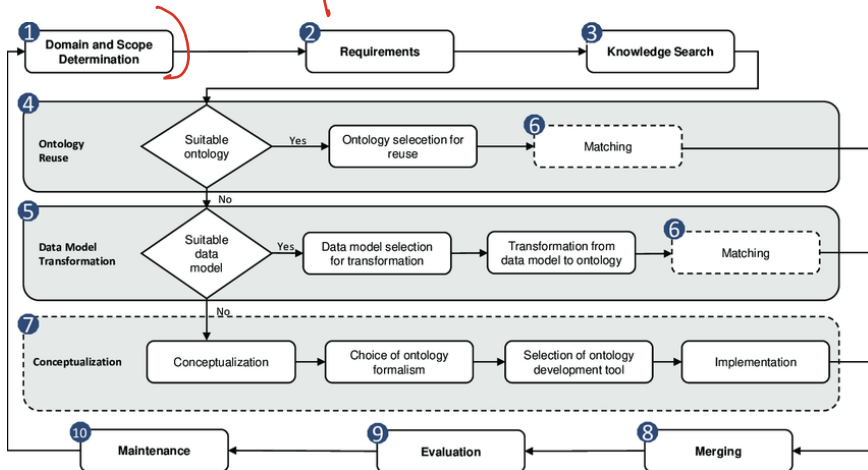 1
Domain and Scope
Determination
2
Requirements
3
Knowledge Search
4
Ontology
Reuse
Suitable
ontology
Yes
Ontology selecetion for
reuse
6
Matching
No
5
Data Model
Transformation
Suitable
data
model
Yes
Data model selection
for transformation
Transformation from
data model to ontology
6
Matching
No
7
Conceptualization
Conceptualization
Choice of ontology
formalism
Selection of ontology
development tool
Implementation
10
Maintenance
9
Evaluation
8
Merging